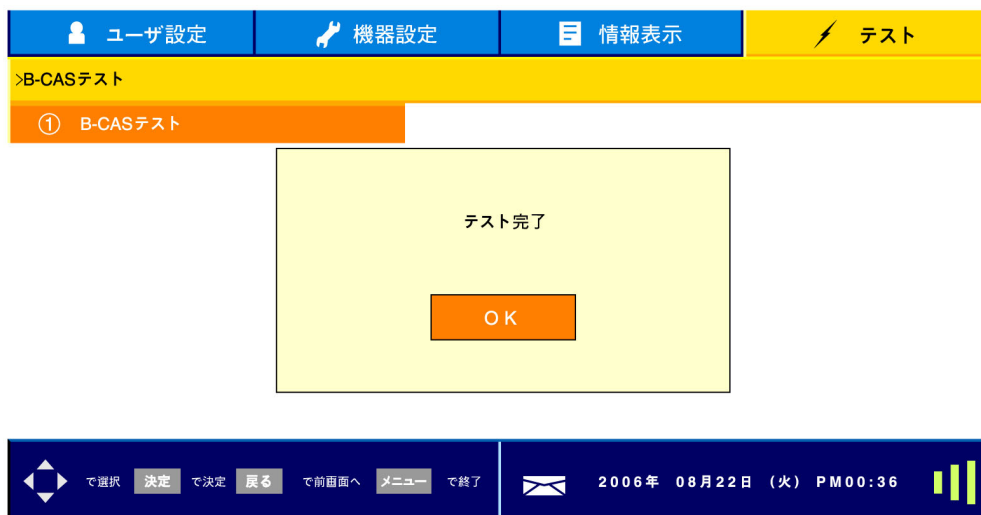 ユーザ設定 機器設定 情報表示 テスト
>B-CASテスト
① B-CASテスト
テスト完了
OK
で選択 決定 で決定 戻る で前画面へ メニュー で終了 2006年 08月22日 (火) PM00:36